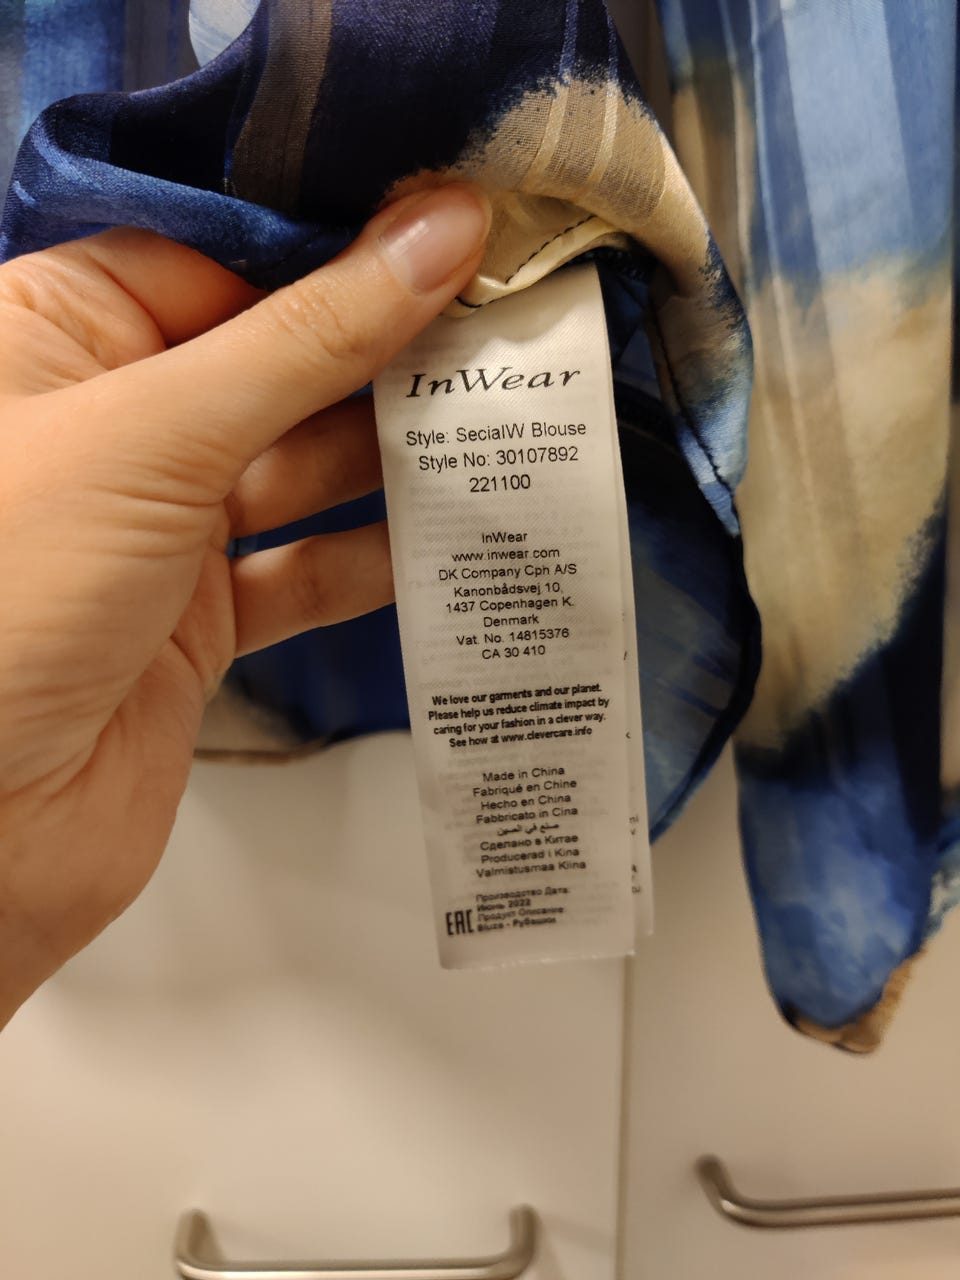 InWear
Style: SecialW Blouse
Style No: 30107892
221100
InWear
www.inwear.com
DK Company Cph A/S
Kanonbådsvej 10,
1437 Copenhagen K.
Denmark
Vat. No. 14815376
CA 30 410
We love our garments and our planet.
Please help us reduce climate impact by
caring for your fashion in a clever way.
See how at www.clevercare.info
Made in China
Fabriqué en Chine
Hecho en China
Fabbricato in Cina
صنع في الصين
Сделано в Китае
Producerad i Kina
Valmistusmaa Kiina
Производство Дата:
Июнь 2022
EAC Продукт Описание:
Bluze - Рубашки